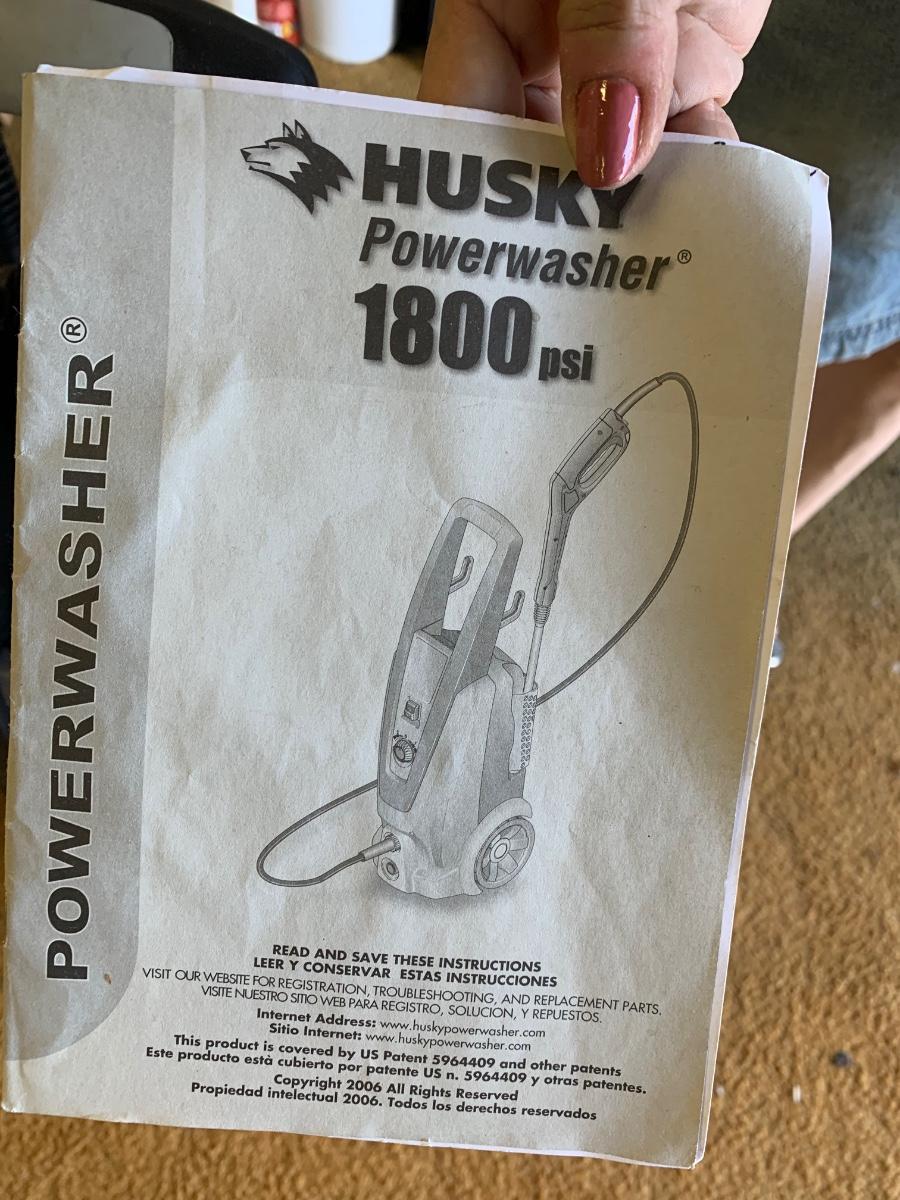 HUSKY
Powerwasher®
1800 psi
POWERWASHER®
READ AND SAVE THESE INSTRUCTIONS
LEER Y CONSERVAR ESTAS INSTRUCCIONES
VISIT OUR WEBSITE FOR REGISTRATION, TROUBLESHOOTING, AND REPLACEMENT PARTS.
VISITE NUESTRO SITIO WEB PARA REGISTRO, SOLUCION, Y REPUESTOS.
Internet Address: www.huskypowerwasher.com
Sitio Internet: www.huskypowerwasher.com
This product is covered by US Patent 5964409 and other patents
Este producto està cubierto por patente US n. 5964409 y otras patentes.
Copyright 2006 All Rights Reserved
Propiedad intelectual 2006. Todos los derechos reservados